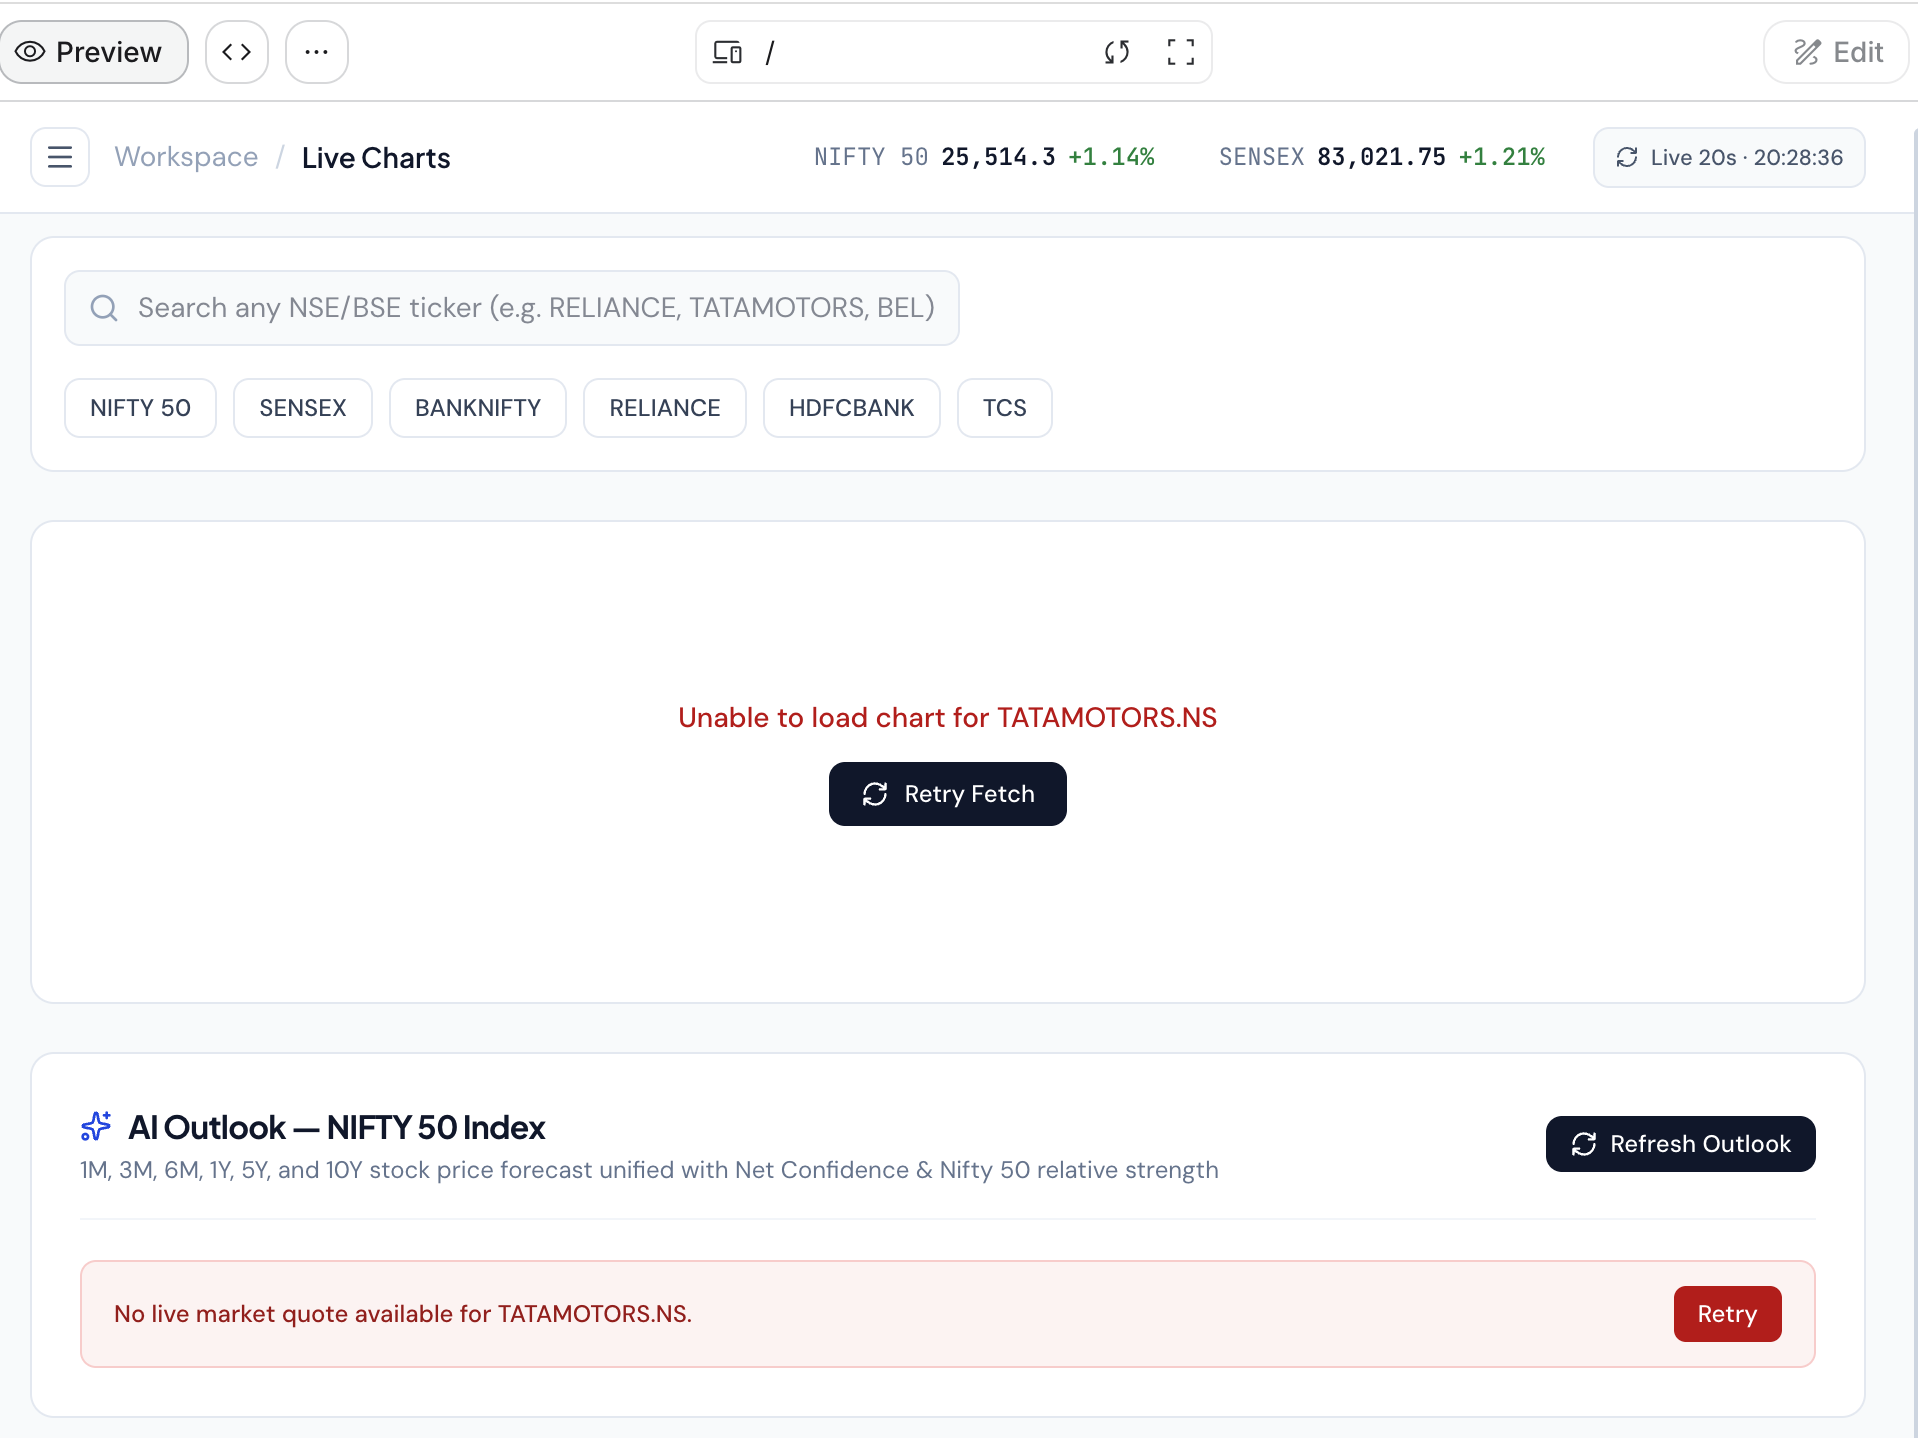 Preview
/
Edit
Workspace / Live Charts
NIFTY 50 25,514.3 +1.14%
SENSEX 83,021.75 +1.21%
Live 20s · 20:28:36
Search any NSE/BSE ticker (e.g. RELIANCE, TATAMOTORS, BEL)
NIFTY 50
SENSEX
BANKNIFTY
RELIANCE
HDFCBANK
TCS
Unable to load chart for TATAMOTORS.NS
Retry Fetch
AI Outlook — NIFTY 50 Index
1M, 3M, 6M, 1Y, 5Y, and 10Y stock price forecast unified with Net Confidence & Nifty 50 relative strength
Refresh Outlook
No live market quote available for TATAMOTORS.NS.
Retry